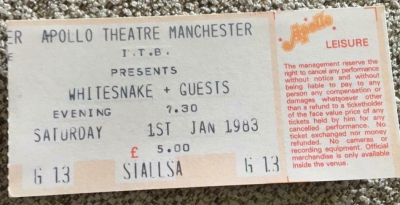 ER APOLLO THEATRE MANCHESTER
I.T.B.
PRESENTS
WHITESNAKE + GUESTS
EVENING 7.30
SATURDAY 1ST JAN 1983
£ 5.00
G 13 STALLSA G 13
Apollo
LEISURE
The management reserve the
right to cancel any performance
without notice and without
being liable to pay to any
person any compensation or
damages whatsoever other
than a refund to a ticketholder
of the face value price of any
tickets held by him for any
cancelled performance. No
ticket exchanged nor money
refunded. No cameras or
recording equipment. Official
merchandise is only available
inside the venue.